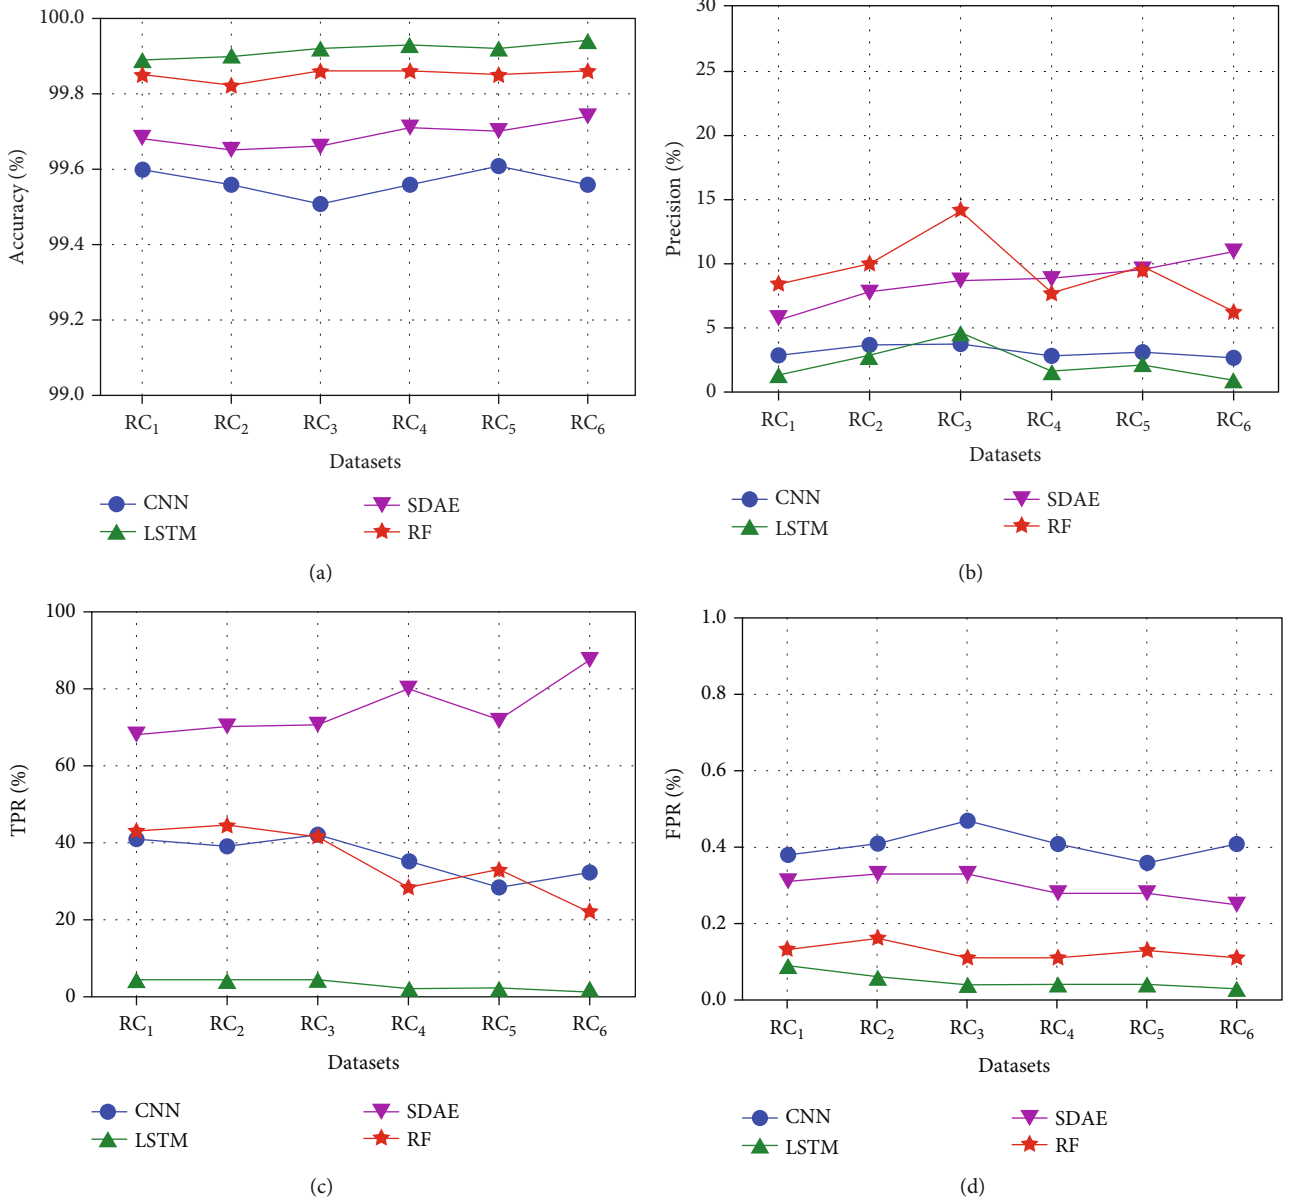 100.0
99.8
99.6
99.4
99.2
99.0
Accuracy (%)
RC1 RC2 RC3 RC4 RC5 RC6
Datasets
CNN SDAE
LSTM RF
(a)
30
25
20
15
10
5
0
Precision (%)
RC1 RC2 RC3 RC4 RC5 RC6
Datasets
CNN SDAE
LSTM RF
(b)
100
80
60
40
20
0
TPR (%)
RC1 RC2 RC3 RC4 RC5 RC6
Datasets
CNN SDAE
LSTM RF
(c)
1.0
0.8
0.6
0.4
0.2
0.0
FPR (%)
RC1 RC2 RC3 RC4 RC5 RC6
Datasets
CNN SDAE
LSTM RF
(d)